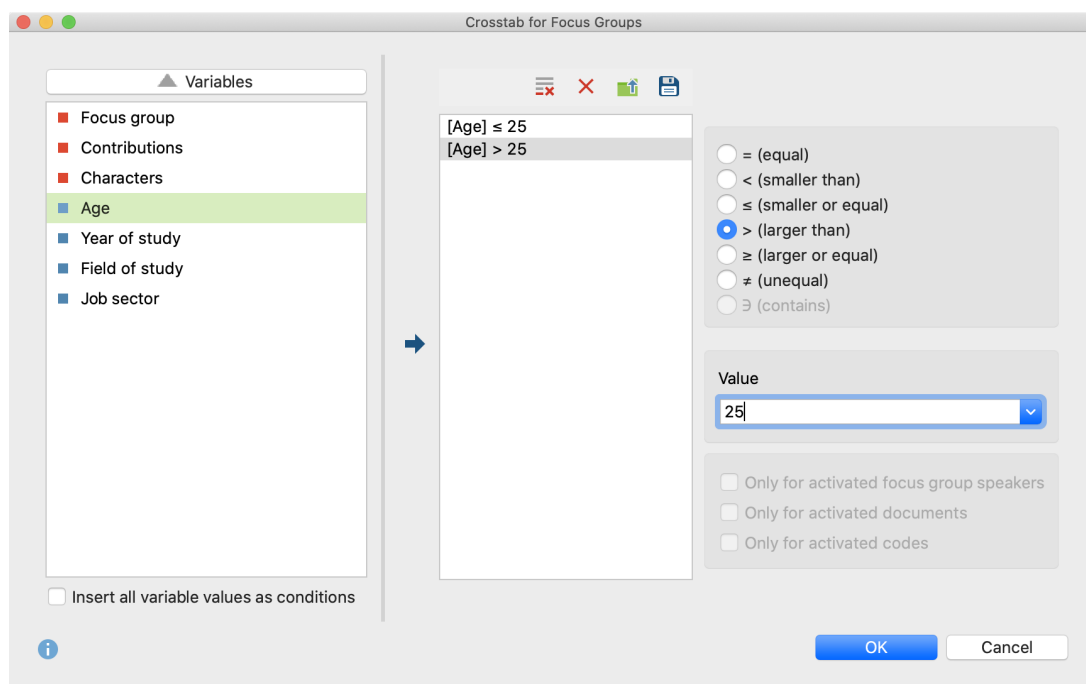 Crosstab for Focus Groups
Variables
Focus group
Contributions
Characters
Age
Year of study
Field of study
Job sector
Insert all variable values as conditions
[Age] ≤ 25
[Age] > 25
= (equal)
< (smaller than)
≤ (smaller or equal)
> (larger than)
≥ (larger or equal)
≠ (unequal)
∋ (contains)
Value
25
Only for activated focus group speakers
Only for activated documents
Only for activated codes
OK
Cancel